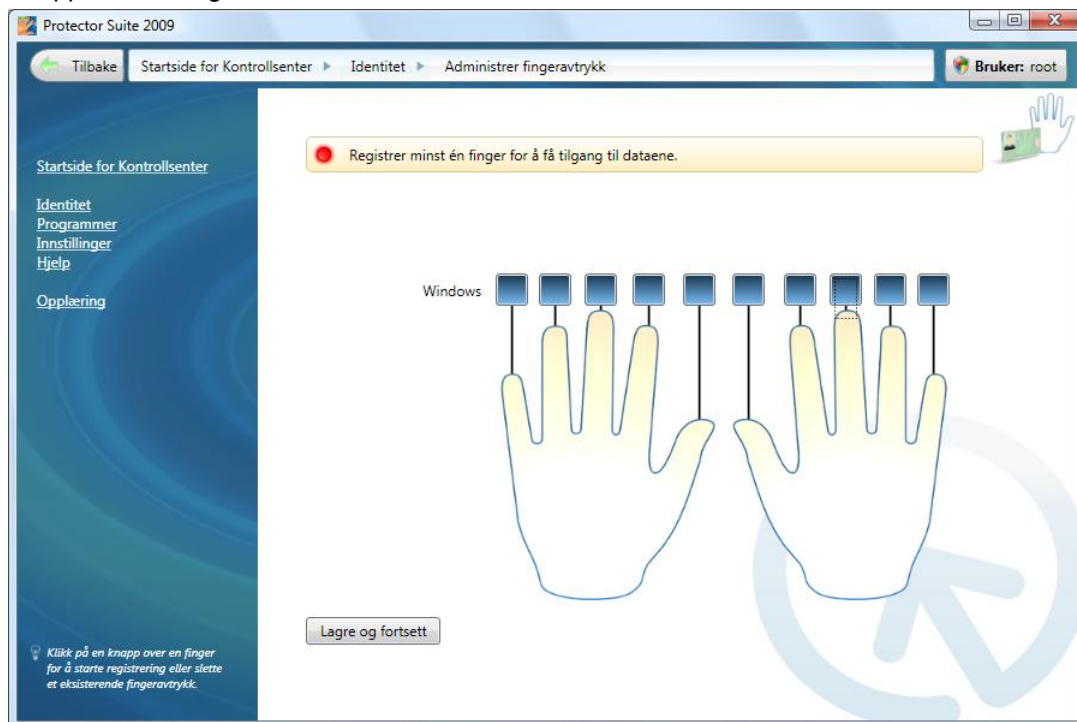 Protector Suite 2009
Tilbake
Startside for Kontrollsenter
Identitet
Administrer fingeravtrykk
Bruker: root
Startside for Kontrollsenter
Identitet
Programmer
Innstillinger
Hjelp
Opplæring
Registrer minst én finger for å få tilgang til dataene.
Windows
Lagre og fortsett
Klikk på en knapp over en finger
for å starte registrering eller slette
et eksisterende fingeravtrykk.